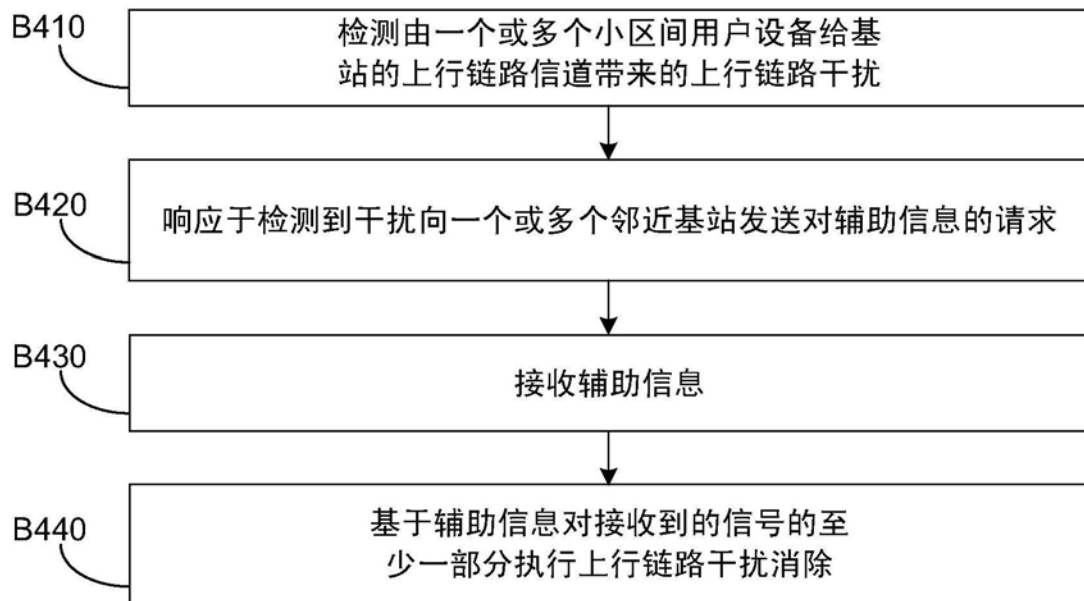 B410
检测由一个或多个小区间用户设备给基
站的上行链路信道带来的上行链路干扰
B420
响应于检测到干扰向一个或多个邻近基站发送对辅助信息的请求
B430
接收辅助信息
B440
基于辅助信息对接收到的信号的至
少一部分执行上行链路干扰消除